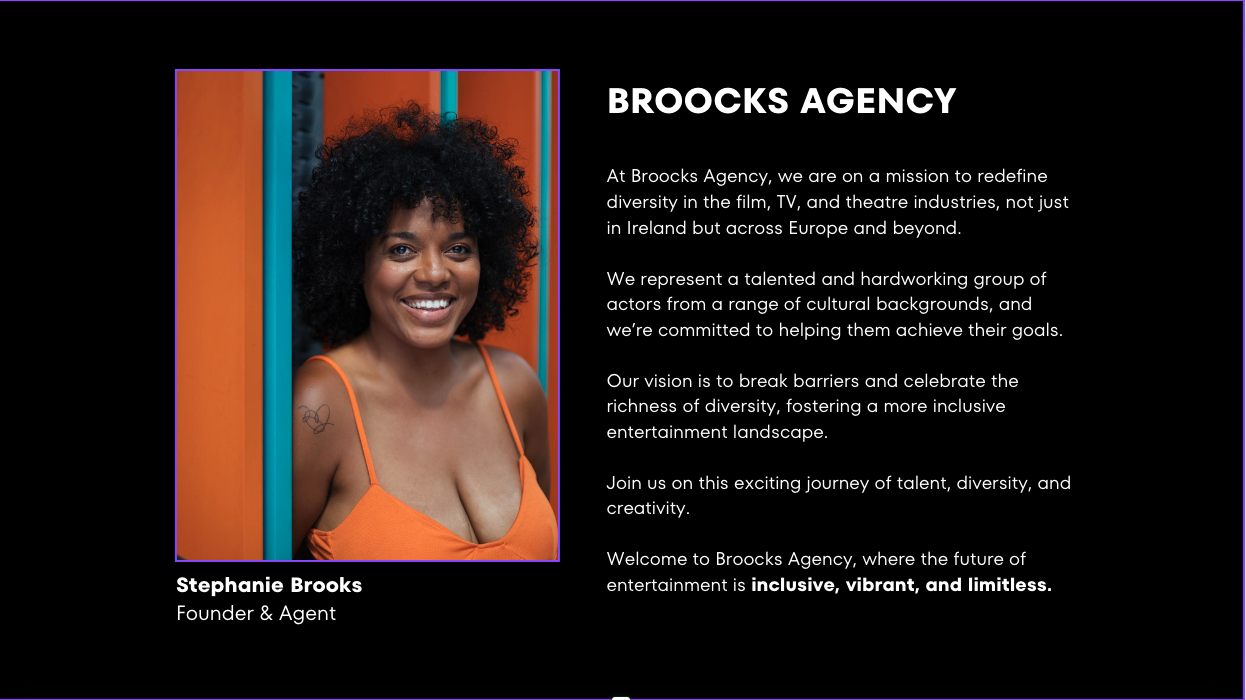 BROOCKS AGENCY
At Broocks Agency, we are on a mission to redefine
diversity in the film, TV, and theatre industries, not just
in Ireland but across Europe and beyond.
We represent a talented and hardworking group of
actors from a range of cultural backgrounds, and
we’re committed to helping them achieve their goals.
Our vision is to break barriers and celebrate the
richness of diversity, fostering a more inclusive
entertainment landscape.
Join us on this exciting journey of talent, diversity, and
creativity.
Welcome to Broocks Agency, where the future of
entertainment is inclusive, vibrant, and limitless.
Stephanie Brooks
Founder & Agent